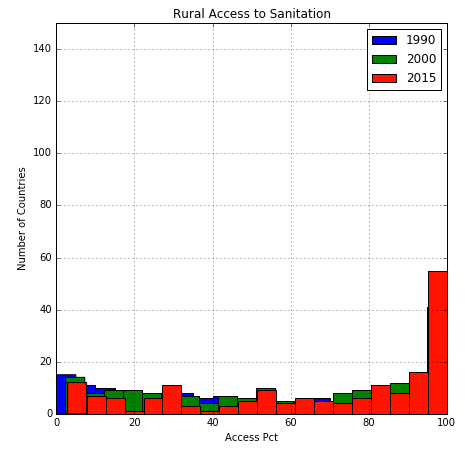 Rural Access to Sanitation
140
120
100
80
60
40
20
0
Number of Countries
1990
2000
2015
0 20 40 60 80 100
Access Pct